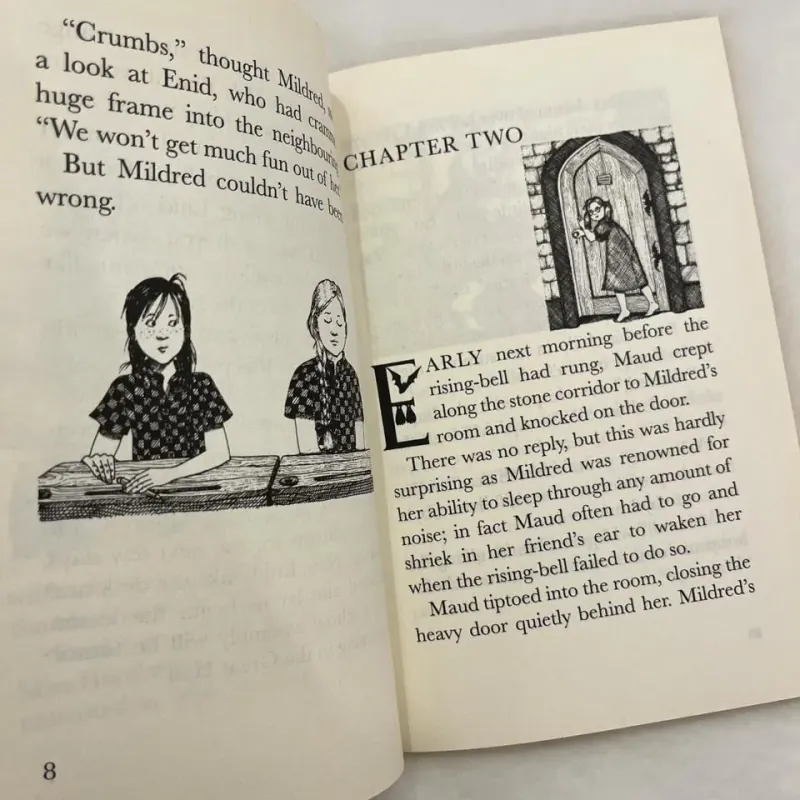 “Crumbs,” thought Mildred,
a look at Enid, who had
huge frame into the neighbouring
“We won’t get much fun out of
But Mildred couldn’t have been
wrong.
8
CHAPTER TWO
EARLY next morning before the
rising-bell had rung, Maud crept
along the stone corridor to Mildred’s
room and knocked on the door.
There was no reply, but this was hardly
surprising as Mildred was renowned for
her ability to sleep through any amount of
noise; in fact Maud often had to go and
shriek in her friend’s ear to waken her
when the rising-bell failed to do so.
Maud tiptoed into the room, closing the
heavy door quietly behind her. Mildred’s